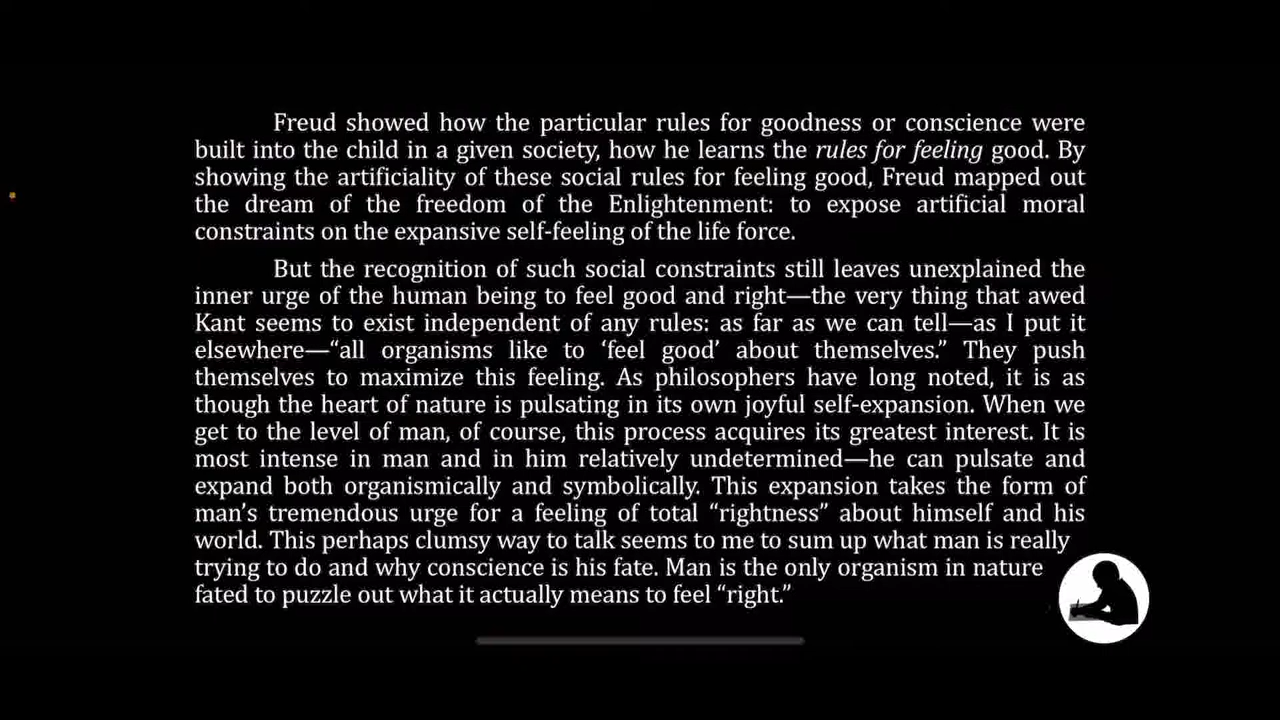 Freud showed how the particular rules for goodness or conscience were
built into the child in a given society, how he learns the rules for feeling good. By
showing the artificiality of these social rules for feeling good, Freud mapped out
the dream of the freedom of the Enlightenment: to expose artificial moral
constraints on the expansive self-feeling of the life force.
But the recognition of such social constraints still leaves unexplained the
inner urge of the human being to feel good and right—the very thing that awed
Kant seems to exist independent of any rules: as far as we can tell—as I put it
elsewhere—“all organisms like to ‘feel good’ about themselves.” They push
themselves to maximize this feeling. As philosophers have long noted, it is as
though the heart of nature is pulsating in its own joyful self-expansion. When we
get to the level of man, of course, this process acquires its greatest interest. It is
most intense in man and in him relatively undetermined—he can pulsate and
expand both organismically and symbolically. This expansion takes the form of
man’s tremendous urge for a feeling of total “rightness” about himself and his
world. This perhaps clumsy way to talk seems to me to sum up what man is really
trying to do and why conscience is his fate. Man is the only organism in nature
fated to puzzle out what it actually means to feel “right.”